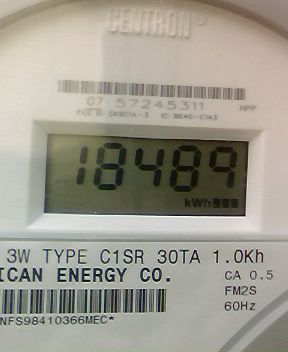 CENTRON®
07 57245311
HPP
18489
kWh
3W TYPE C1SR 30TA 1.0Kh
ICAN ENERGY CO.
CA 0.5
FM2S
60Hz
NFS98410366MEC*